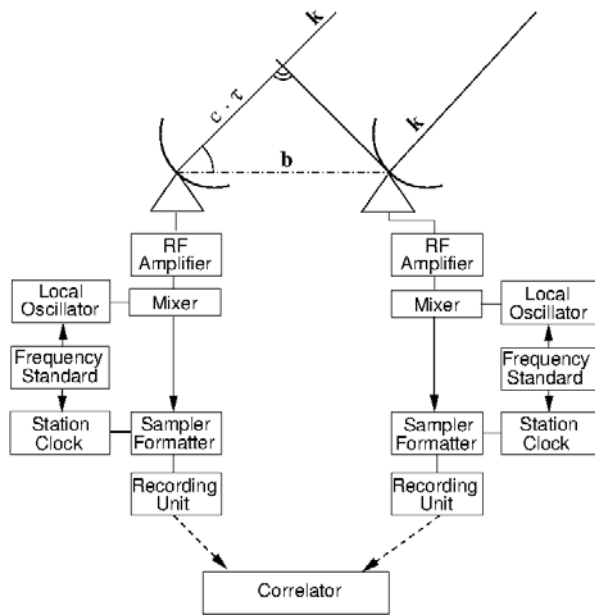 k
c · τ
k
b
RF
Amplifier
RF
Amplifier
Local
Oscillator
Mixer
Mixer
Local
Oscillator
Frequency
Standard
Frequency
Standard
Station
Clock
Sampler
Formatter
Sampler
Formatter
Station
Clock
Recording
Unit
Recording
Unit
Correlator